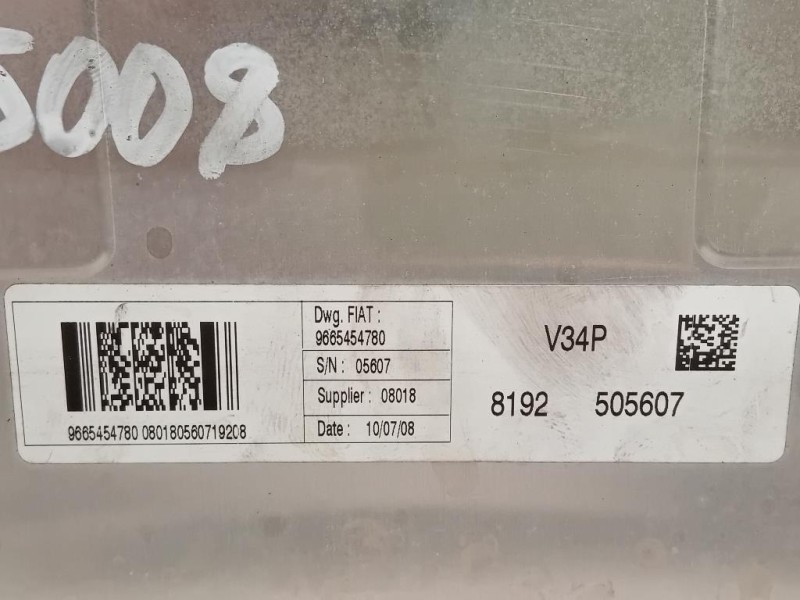 5008
Dwg. FIAT :
9665454780
S/N : 05607
Supplier : 08018
Date : 10/07/08
9665454780 080180560719208
V34P
8192 505607